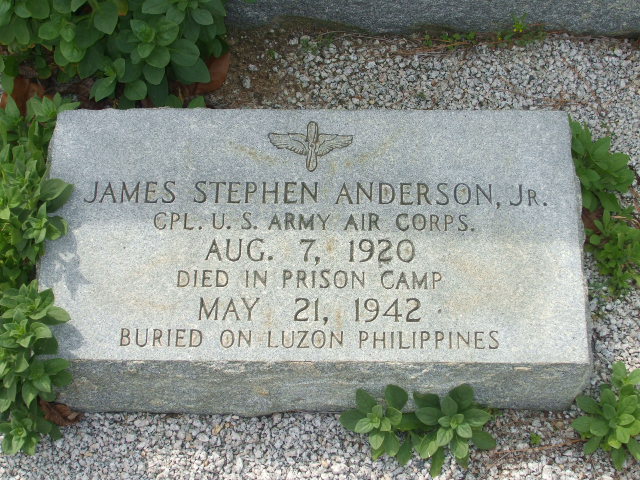 JAMES STEPHEN ANDERSON, JR.
CPL. U. S. ARMY AIR CORPS.
AUG. 7, 1920
DIED IN PRISON CAMP
MAY 21, 1942
BURIED ON LUZON PHILIPPINES